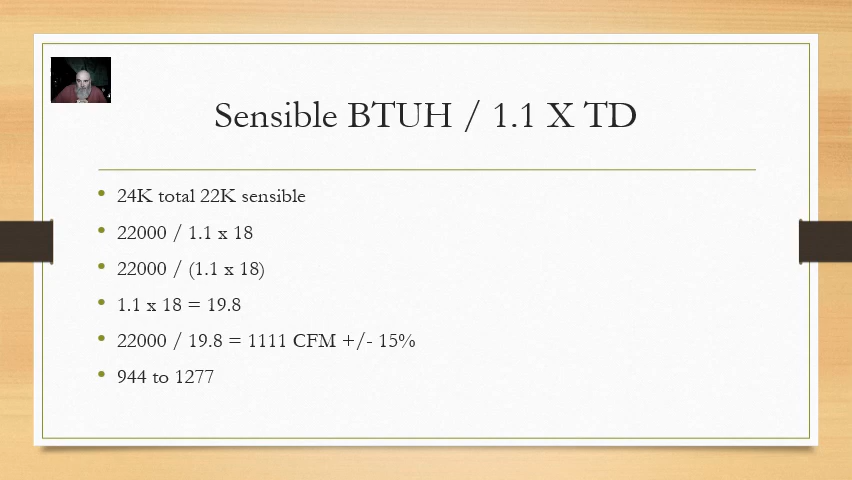 Sensible BTUH / 1.1 X TD
• 24K total 22K sensible
• 22000 / 1.1 x 18
• 22000 / (1.1 x 18)
• 1.1 x 18 = 19.8
• 22000 / 19.8 = 1111 CFM +/- 15%
• 944 to 1277